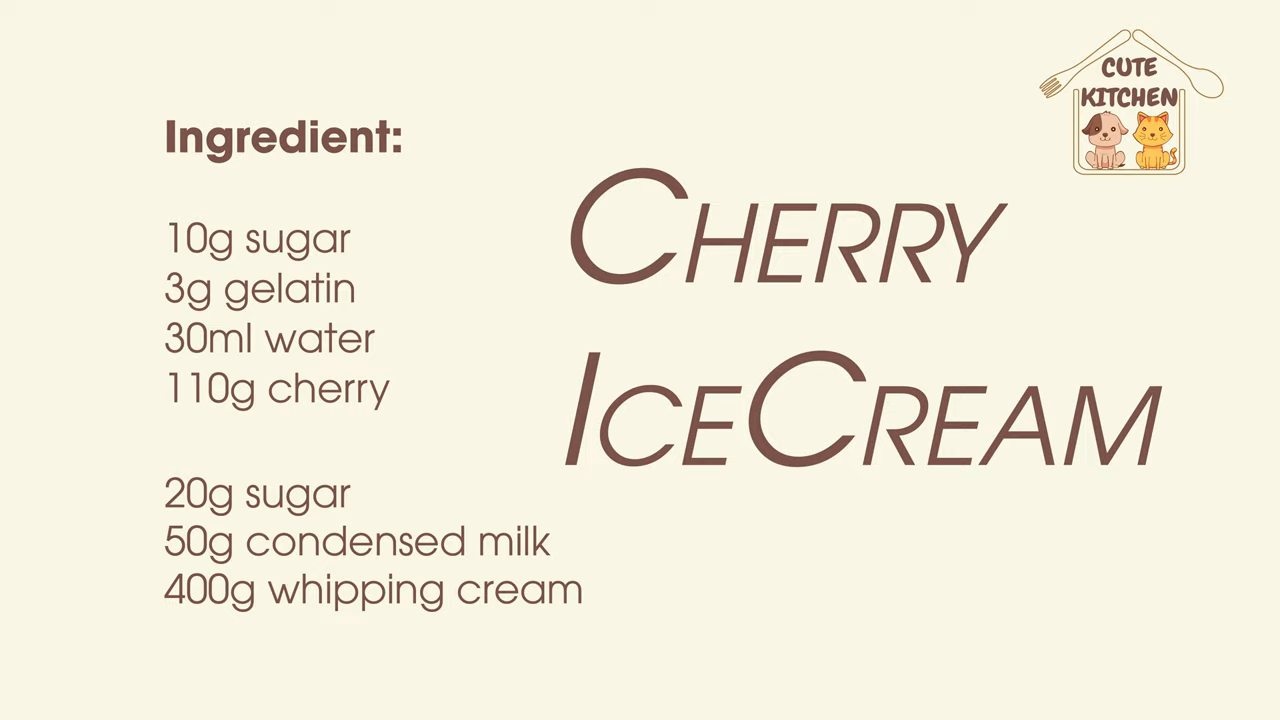 CUTE
KITCHEN
Ingredient:
10g sugar
3g gelatin
30ml water
110g cherry
20g sugar
50g condensed milk
400g whipping cream
CHERRY
ICECREAM